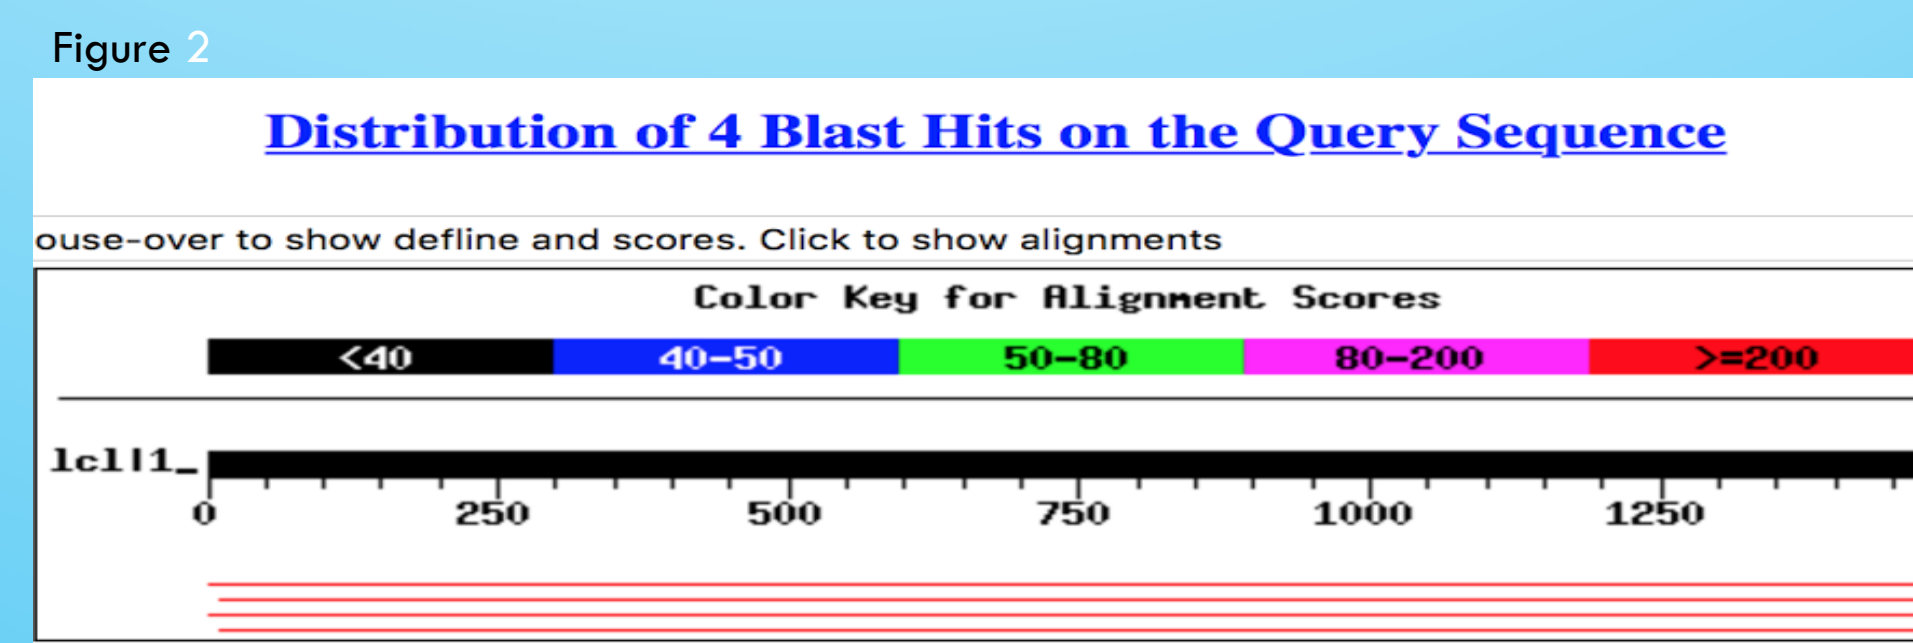 Figure 2
Distribution of 4 Blast Hits on the Query Sequence
ouse-over to show defline and scores. Click to show alignments
Color Key for Alignment Scores
<40 40-50 50-80 80-200 >=200
lcl|1_
0 250 500 750 1000 1250